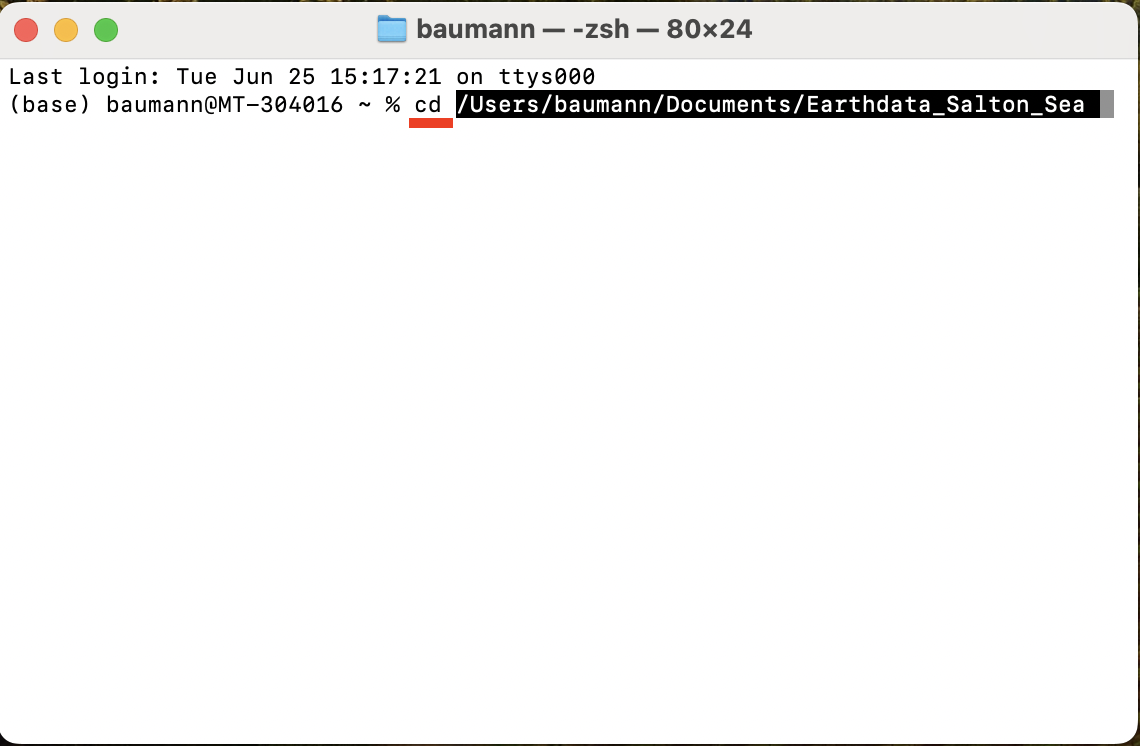 baumann — -zsh — 80×24
Last login: Tue Jun 25 15:17:21 on ttys000
(base) baumann@MT-304016 ~ % cd /Users/baumann/Documents/Earthdata_Salton_Sea